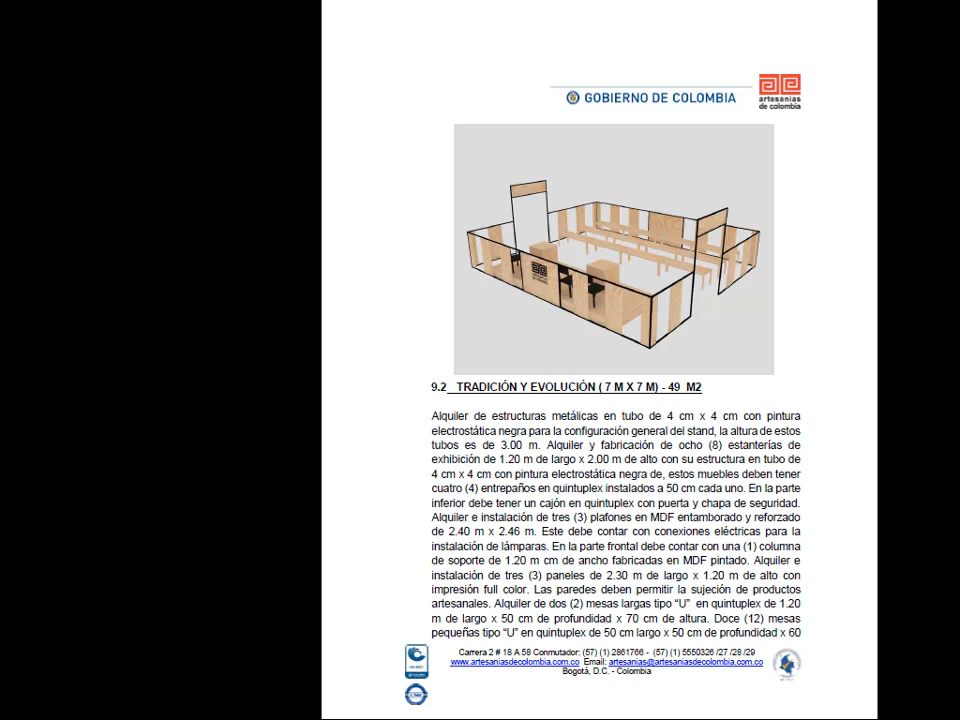 GOBIERNO DE COLOMBIA
artesanías
de colombia
9.2 TRADICIÓN Y EVOLUCIÓN ( 7 M X 7 M) - 49 M2
Alquiler de estructuras metálicas en tubo de 4 cm x 4 cm con pintura
electrostática negra para la configuración general del stand, la altura de estos
tubos es de 3.00 m. Alquiler y fabricación de ocho (8) estanterías de
exhibición de 1.20 m de largo x 2.00 m de alto con su estructura en tubo de
4 cm x 4 cm con pintura electrostática negra de, estos muebles deben tener
cuatro (4) entrepaños en quintuplex instalados a 50 cm cada uno. En la parte
inferior debe tener un cajón en quintuplex con puerta y chapa de seguridad.
Alquiler e instalación de tres (3) plafones en MDF entamborado y reforzado
de 2.40 m x 2.46 m. Este debe contar con conexiones eléctricas para la
instalación de lámparas. En la parte frontal debe contar con una (1) columna
de soporte de 1.20 m cm de ancho fabricadas en MDF pintado. Alquiler e
instalación de tres (3) paneles de 2.30 m de largo x 1.20 m de alto con
impresión full color. Las paredes deben permitir la sujeción de productos
artesanales. Alquiler de dos (2) mesas largas tipo “U” en quintuplex de 1.20
m de largo x 50 cm de profundidad x 70 cm de altura. Doce (12) mesas
pequeñas tipo “U” en quintuplex de 50 cm largo x 50 cm de profundidad x 60
Carrera 2 # 18 A 58 Conmutador: (57) (1) 2861766 - (57) (1) 5550326 /27 /28 /29
www.artesaniasdecolombia.com.co Email: artesanias@artesaniasdecolombia.com.co
Bogotá, D.C. - Colombia